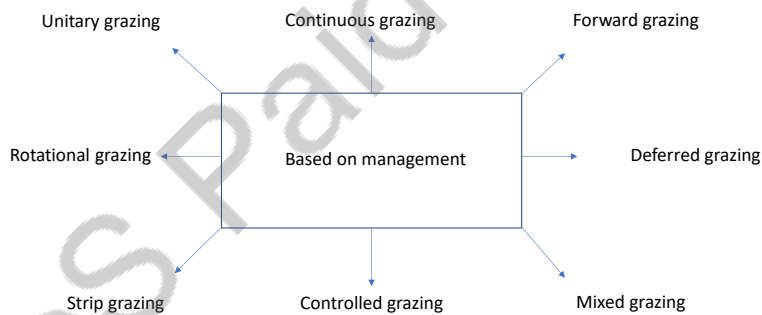 Unitary grazing
Continuous grazing
Forward grazing
Rotational grazing
Based on management
Deferred grazing
Strip grazing
Controlled grazing
Mixed grazing